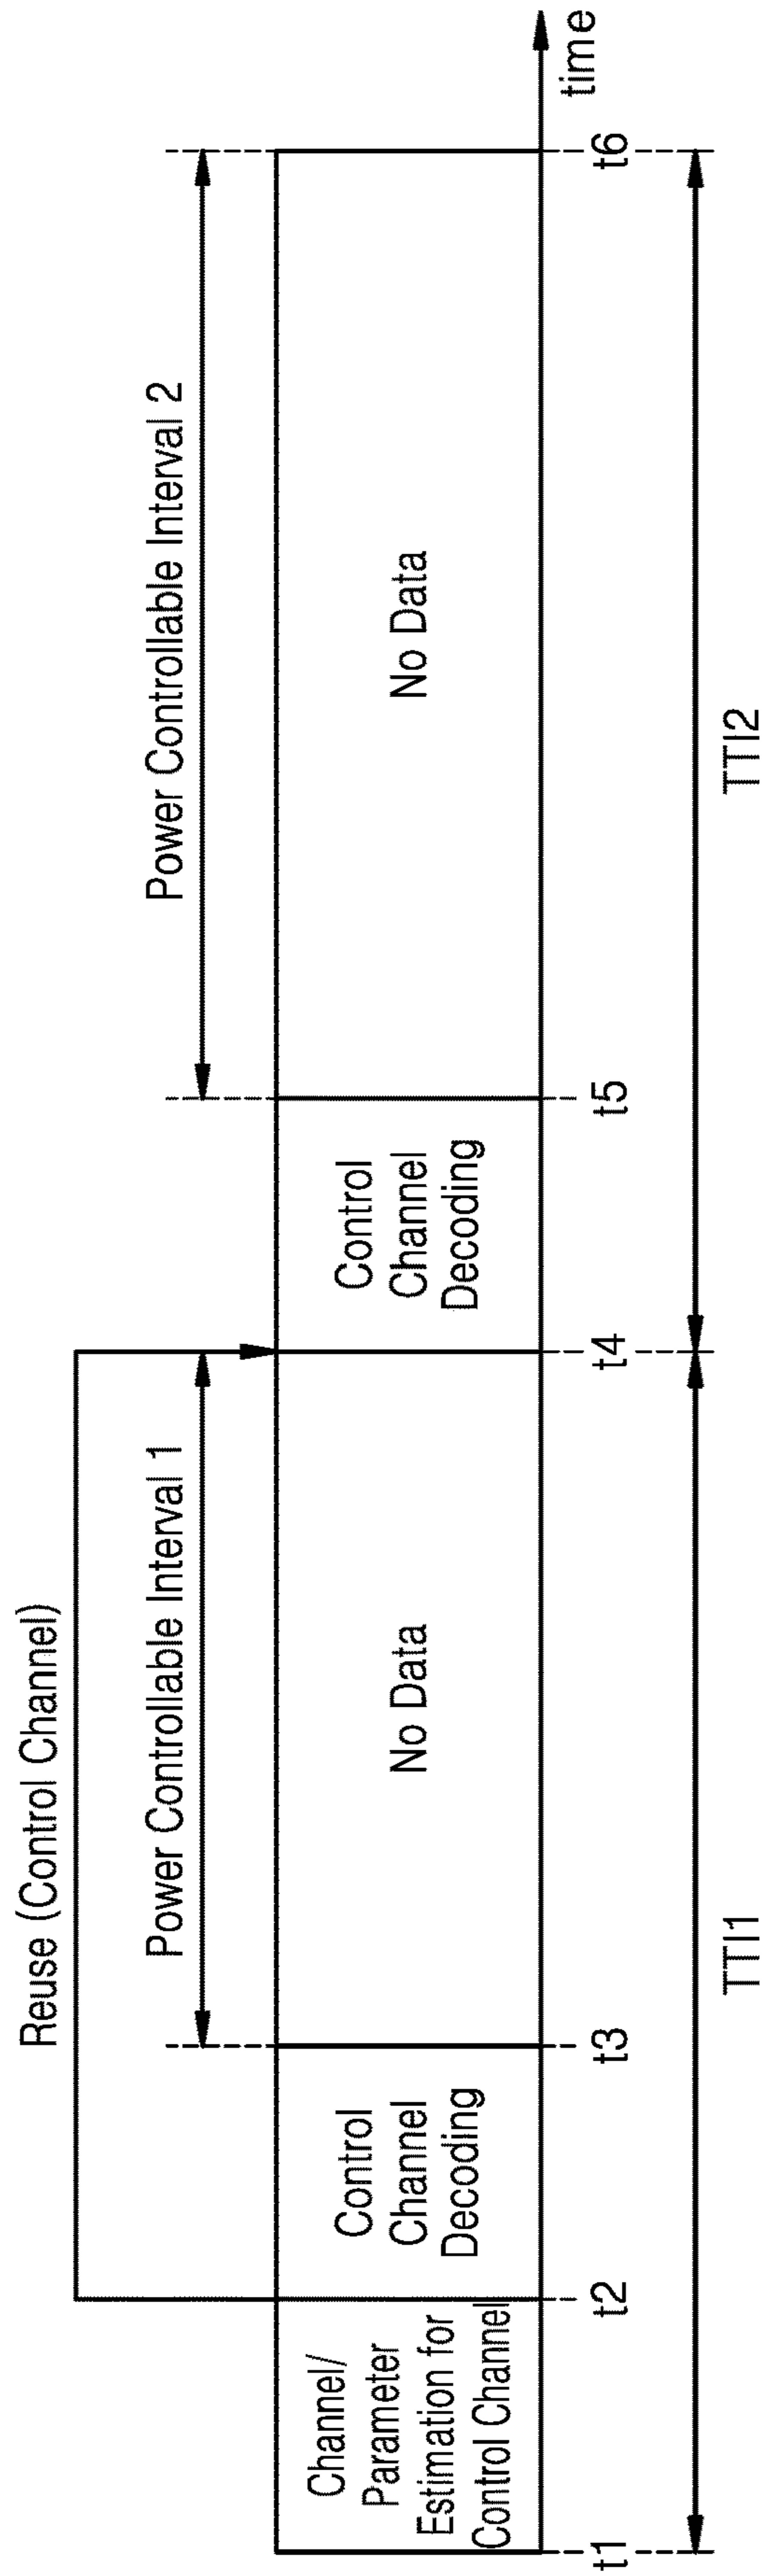 Reuse (Control Channel)
Power Controllable Interval 1
Power Controllable Interval 2
Channel/
Parameter
Estimation for
Control Channel
Control
Channel
Decoding
No Data
Control
Channel
Decoding
No Data
t1
t2
t3
t4
t5
t6
time
TTI1
TTI2